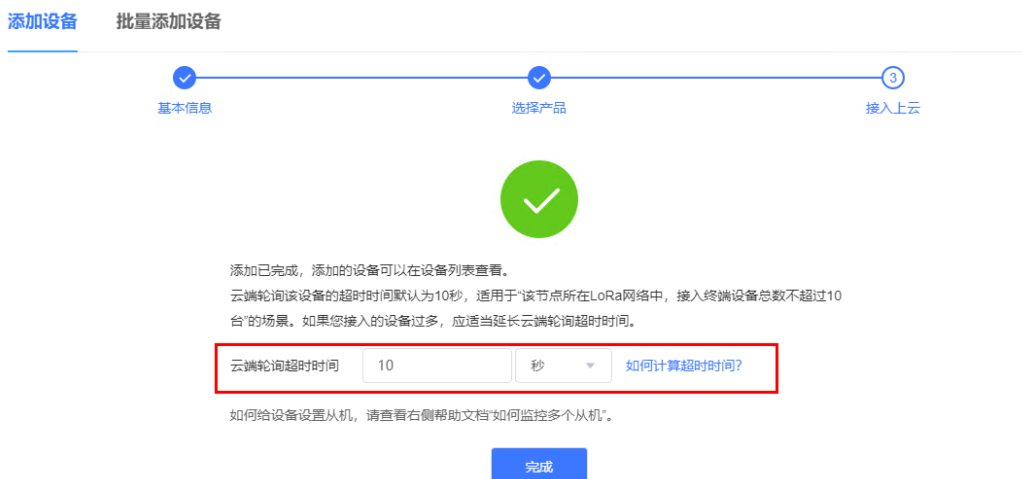 添加设备 批量添加设备
3
基本信息 选择产品 接入上云
添加已完成，添加的设备可以在设备列表查看。
云端轮询该设备的超时时间默认为10秒，适用于“该节点所在LoRa网络中，接入终端设备总数不超过10
台”的场景。如果您接入的设备过多，应适当延长云端轮询超时时间。
云端轮询超时时间 10 秒 如何计算超时时间？
如何给设备设置从机，请查看右侧帮助文档“如何监控多个从机”。
完成